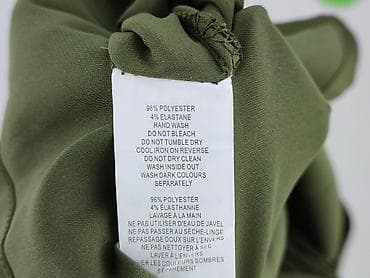 96% POLYESTER
4% ELASTANE
HAND WASH
DO NOT BLEACH
DO NOT TUMBLE DRY
COOL IRON ON REVERSE
DO NOT DRY CLEAN
WASH INSIDE OUT
WASH DARK COLOURS
SEPARATELY
96% POLYESTER
4% ELASTHANNE
LAVAGE À LA MAIN
NE PAS UTILISER D'EAU DE JAVEL
NE PAS PASSER AU SÈCHE-LINGE
REPASSAGE DOUX SUR L'ENVERS
NE PAS NETTOYER À SEC
LAVER À L'ENVERS
LAVER LES COULEURS SOMBRES
SÉPARÉMENT